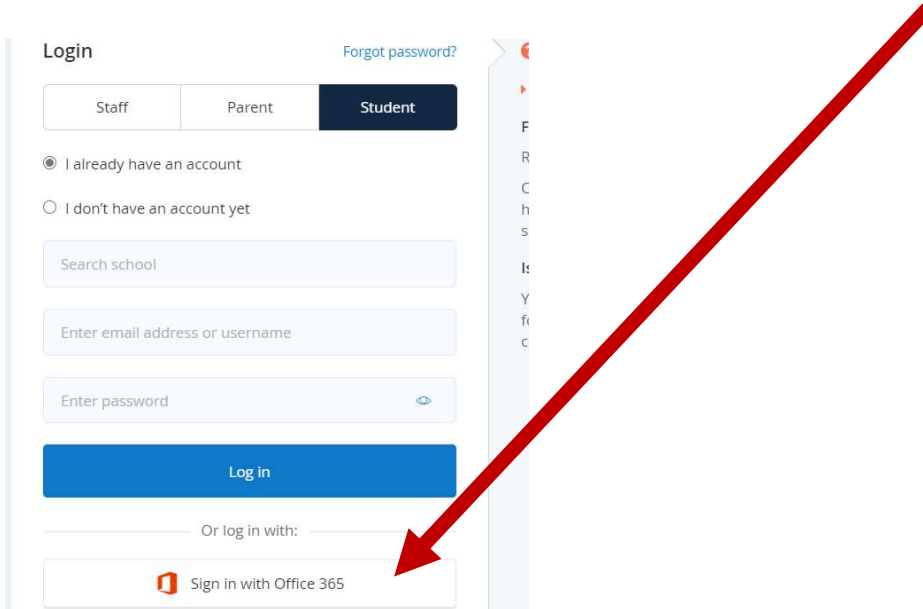 Login
Forgot password?
Staff
Parent
Student
I already have an account
I don't have an account yet
Search school
Enter email address or username
Enter password
Log in
Or log in with:
Sign in with Office 365